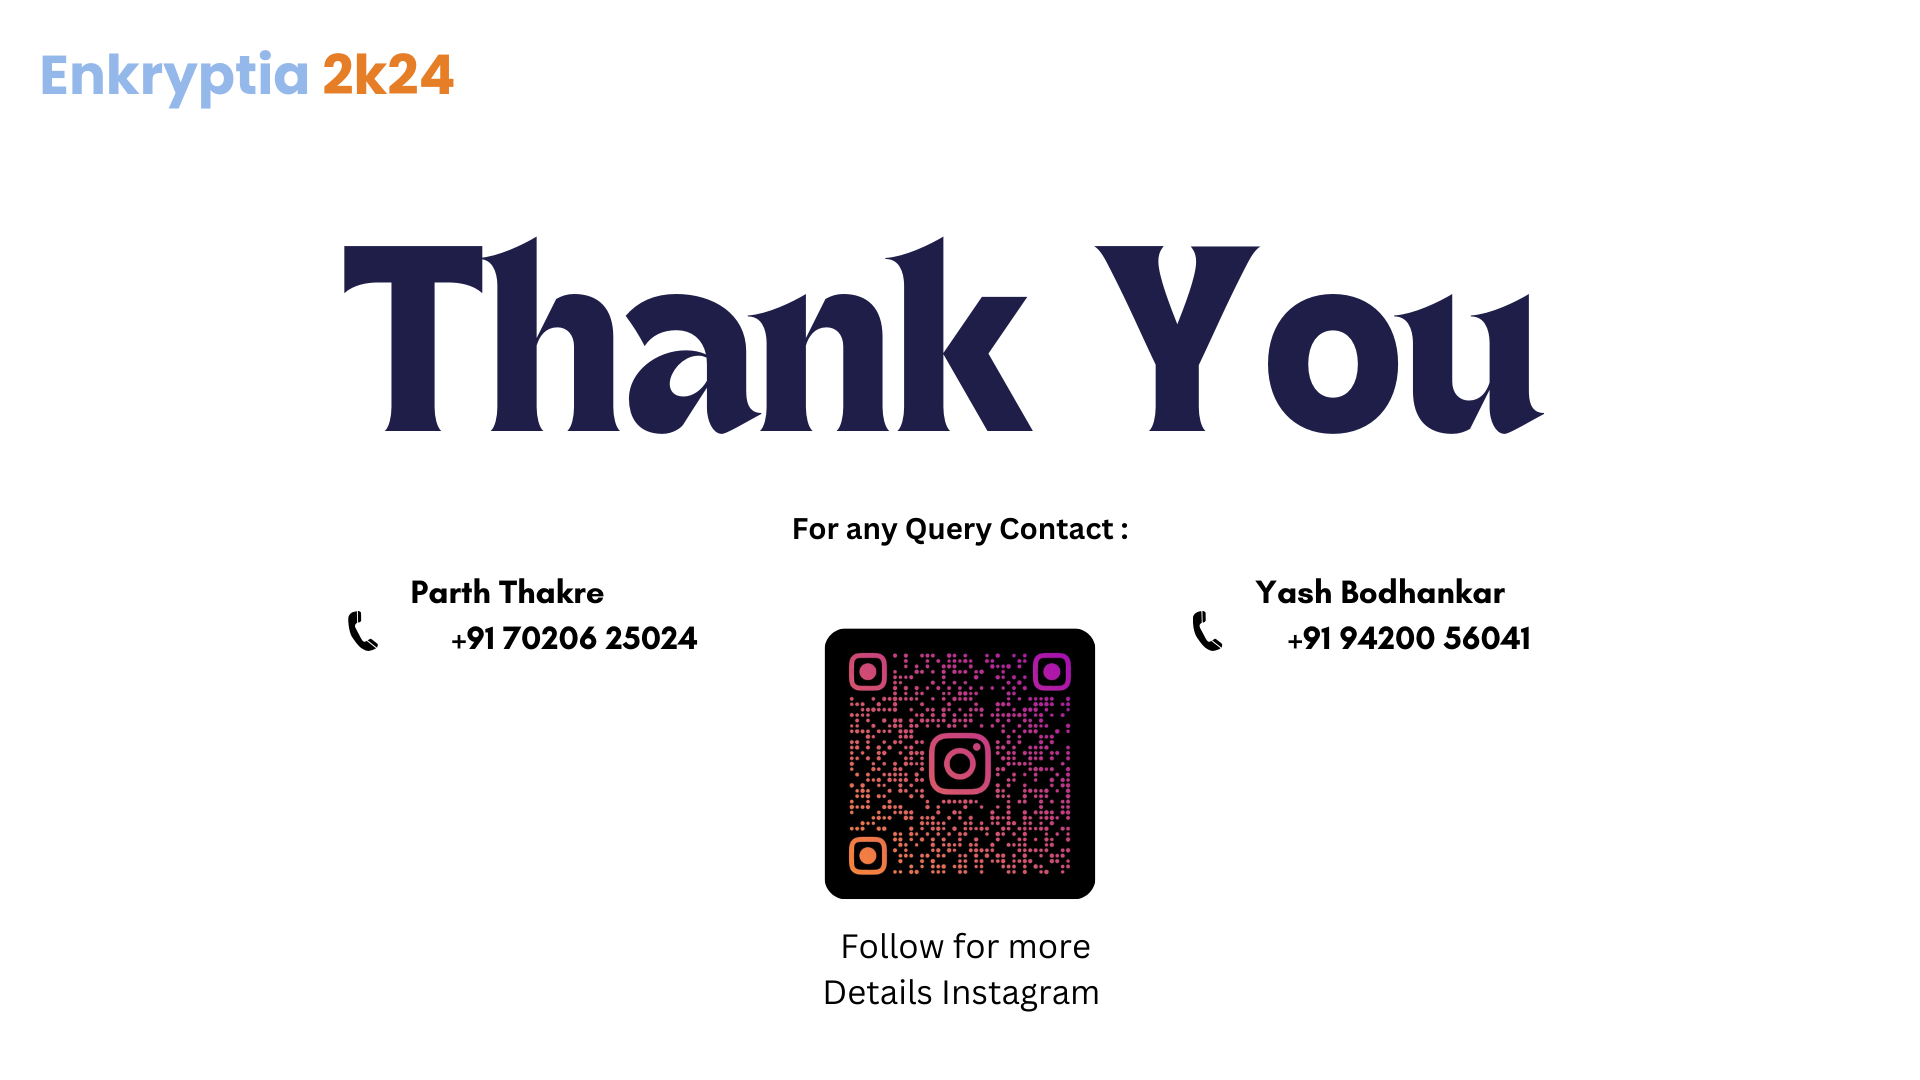 Enkryptia 2k24
Thank You
For any Query Contact :
Parth Thakre
+91 70206 25024
Yash Bodhankar
+91 94200 56041
Follow for more
Details Instagram